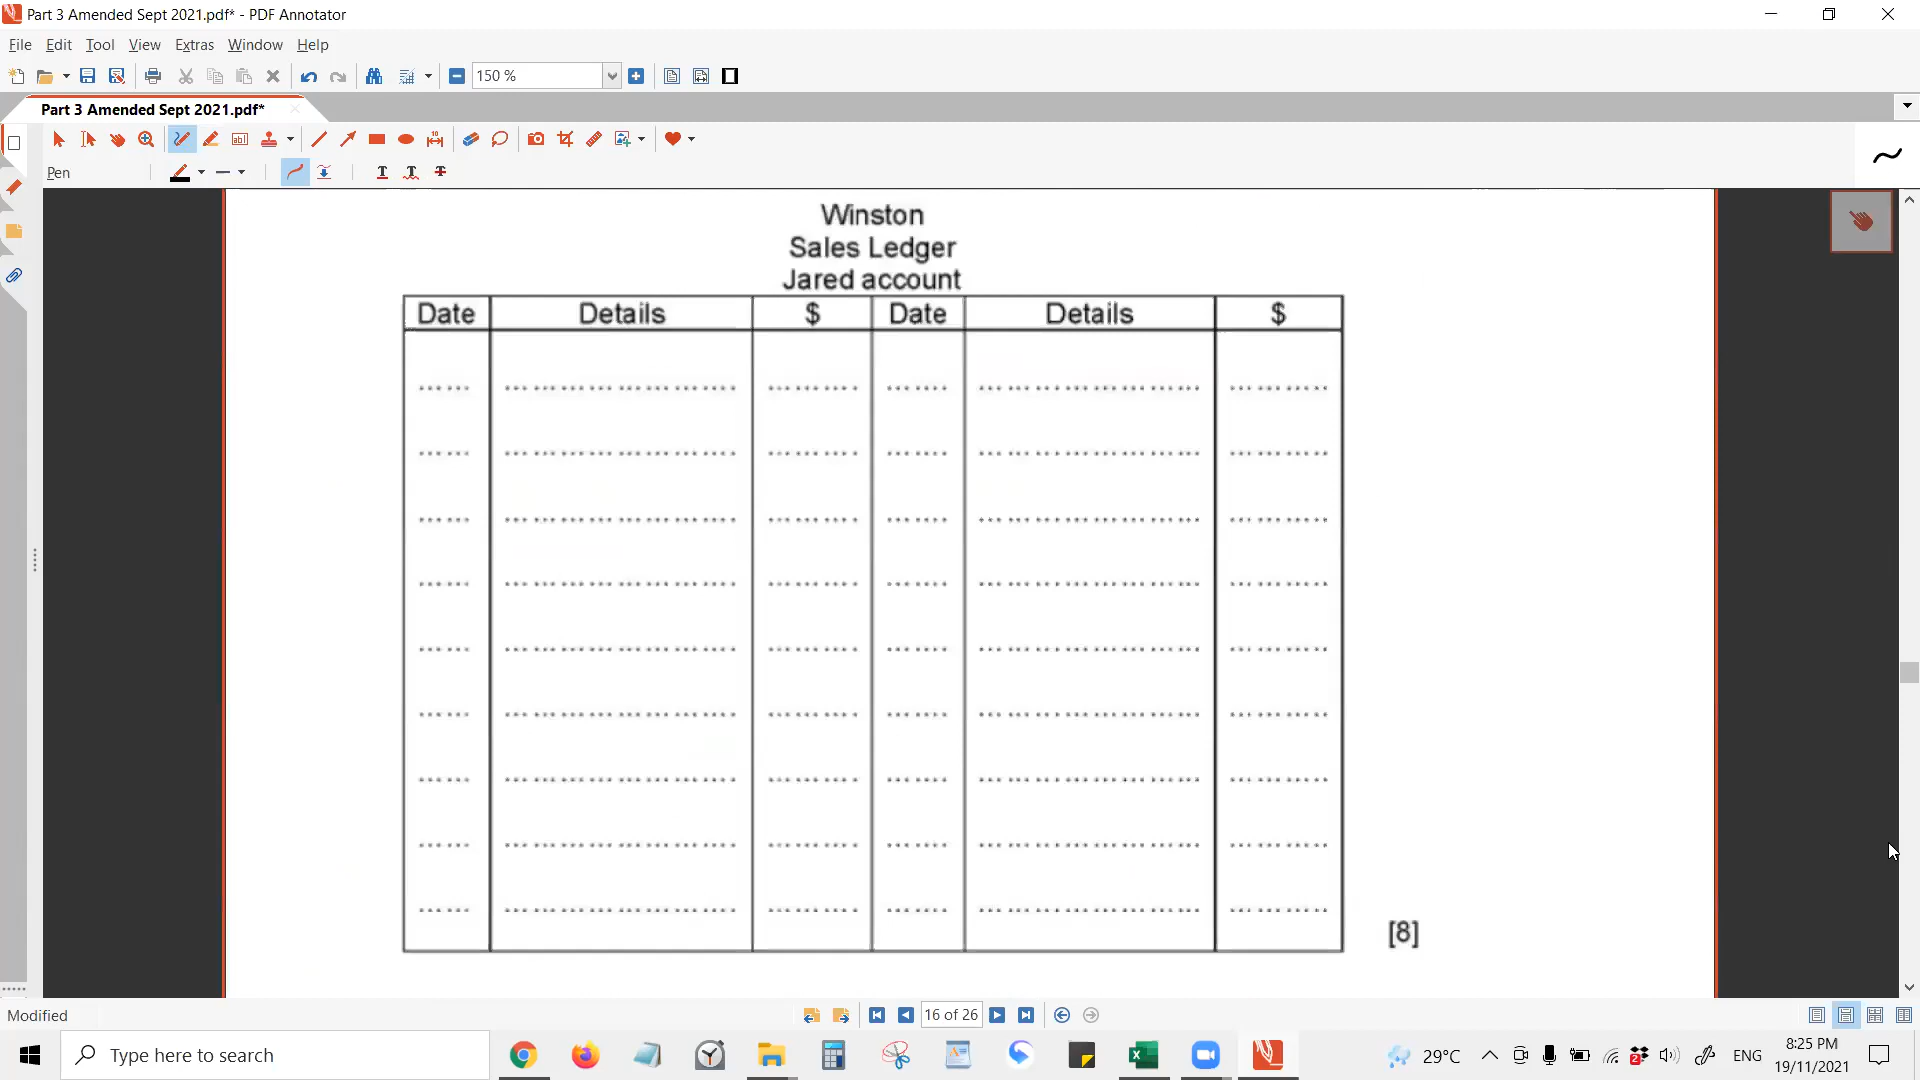 Part 3 Amended Sept 2021.pdf* - PDF Annotator
File Edit Tool View Extras Window Help
150 %
Part 3 Amended Sept 2021.pdf*
Pen
Winston
Sales Ledger
Jared account
Date Details $ Date Details $
[8]
Modified
16 of 26
Type here to search
29°C
ENG
8:25 PM
19/11/2021